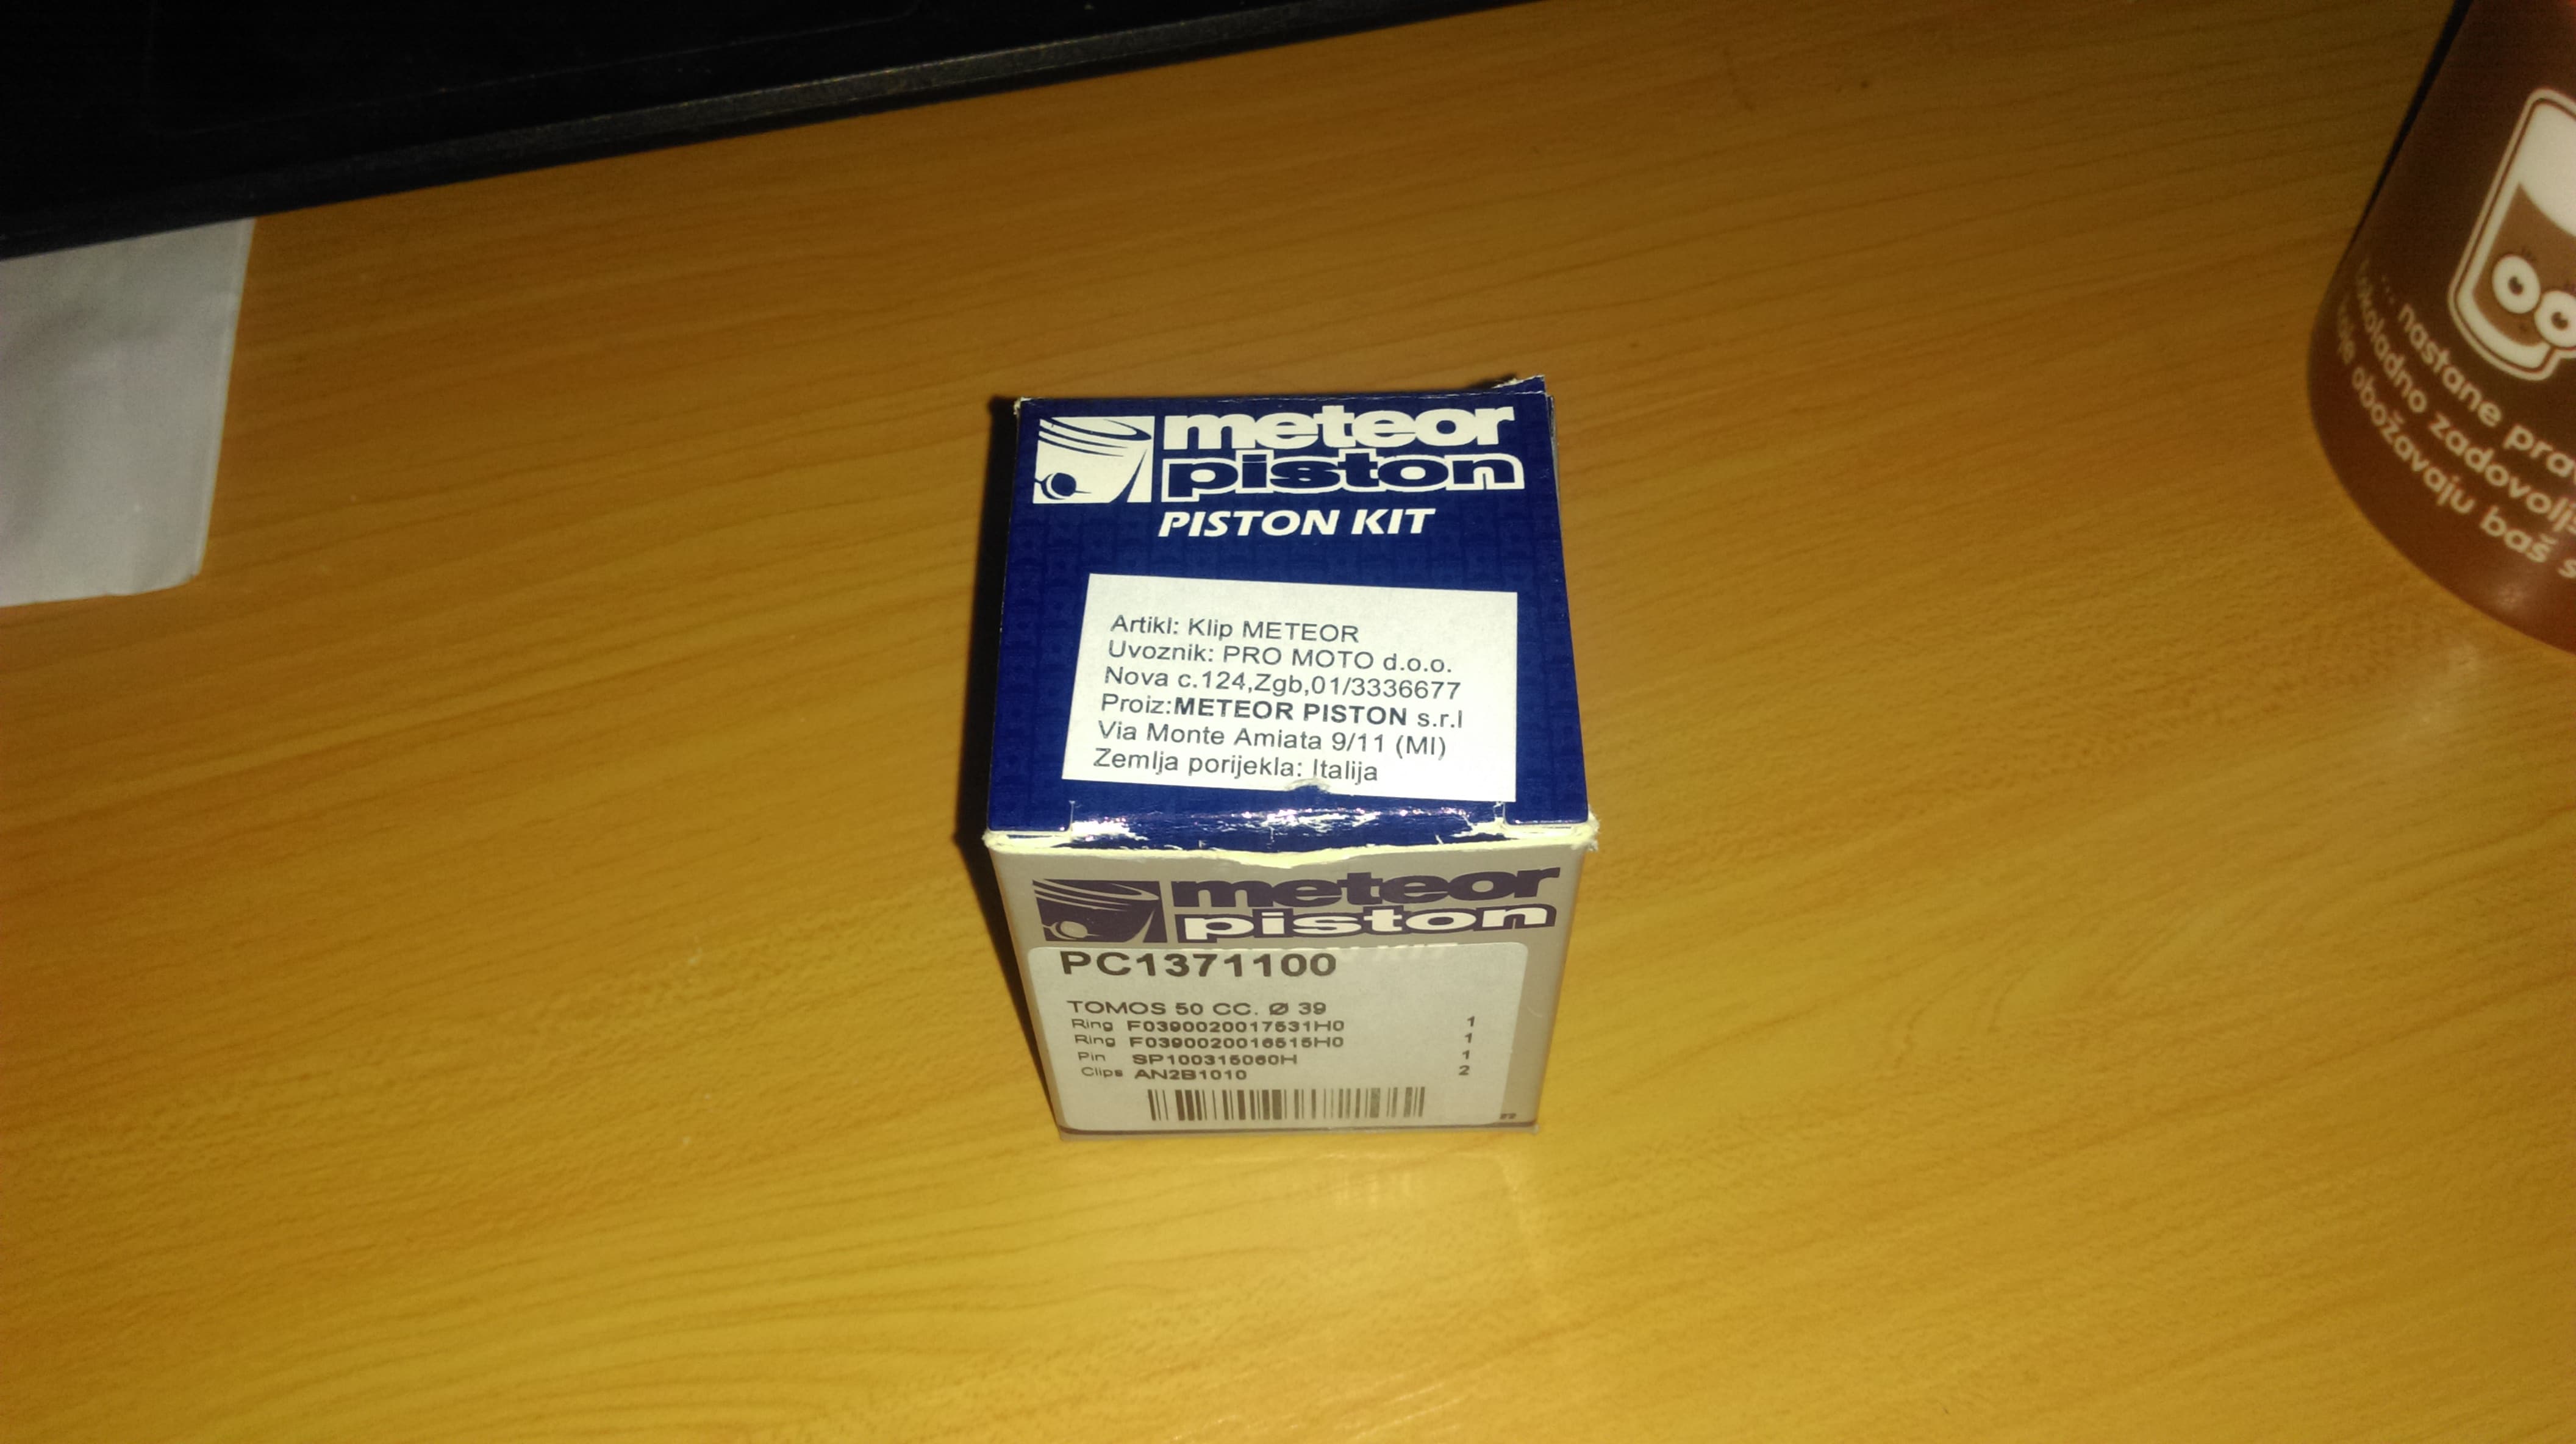 meteor
piston
PISTON KIT
Artikl: Klip METEOR
Uvoznik: PRO MOTO d.o.o.
Nova c.124,Zgb,01/3336677
Proiz:METEOR PISTON s.r.l
Via Monte Amiata 9/11 (MI)
Zemlja porijekla: Italija
meteor
piston
PC1371100
TOMOS 50 CC. Ø 39
Ring F0390020017531H0 1
Ring F0390020016515H0 1
Pin SP100315060H 1
Clips AN2B1010 2
... nastane
zadovolj
obožavaju baš